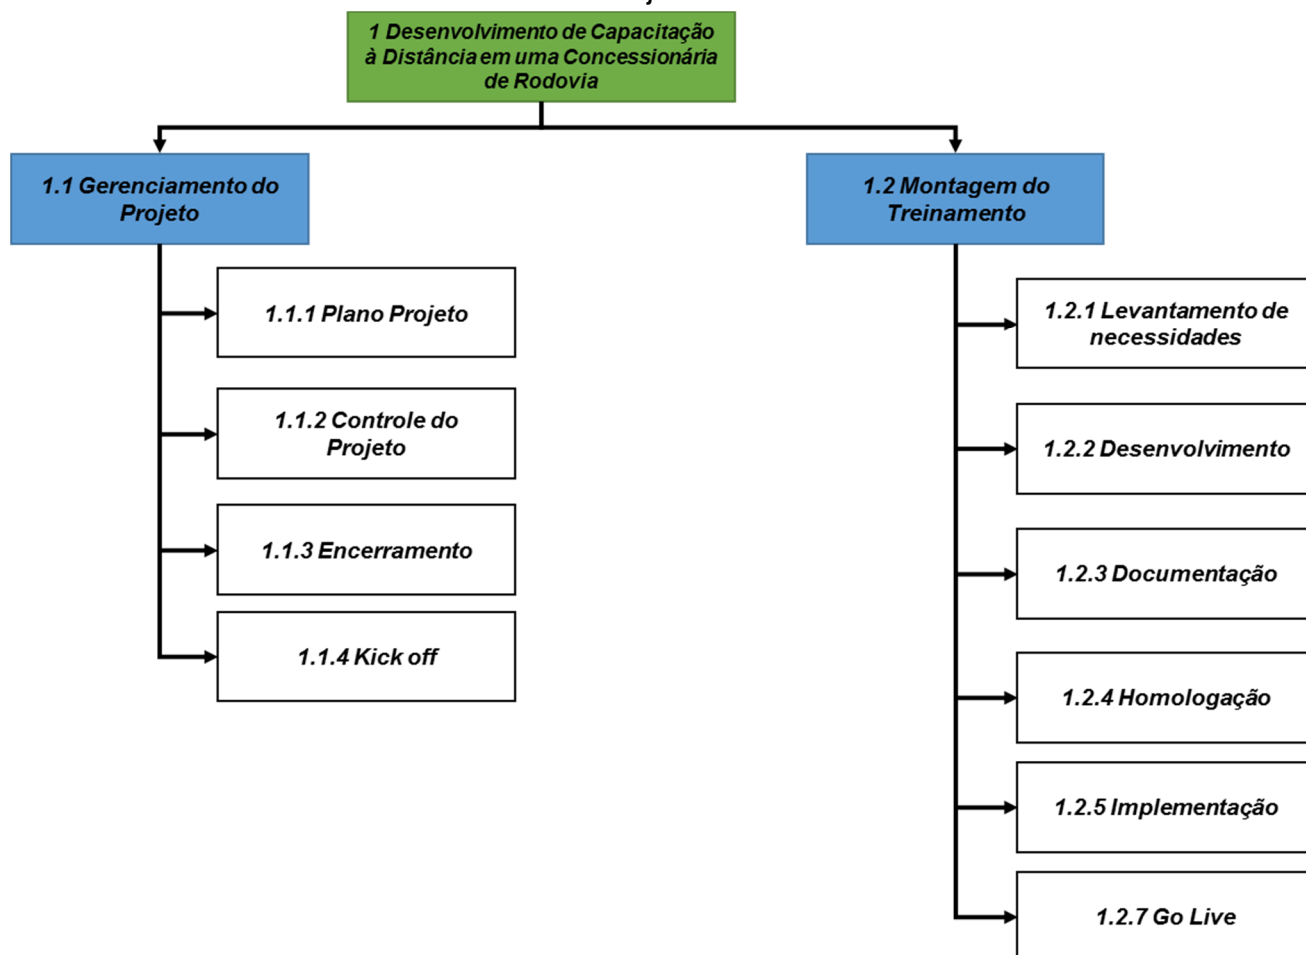 1 Desenvolvimento de Capacitação
à Distância em uma Concessionária
de Rodovia
1.1 Gerenciamento do
Projeto
1.2 Montagem do
Treinamento
1.1.1 Plano Projeto
1.1.2 Controle do
Projeto
1.1.3 Encerramento
1.1.4 Kick off
1.2.1 Levantamento de
necessidades
1.2.2 Desenvolvimento
1.2.3 Documentação
1.2.4 Homologação
1.2.5 Implementação
1.2.7 Go Live